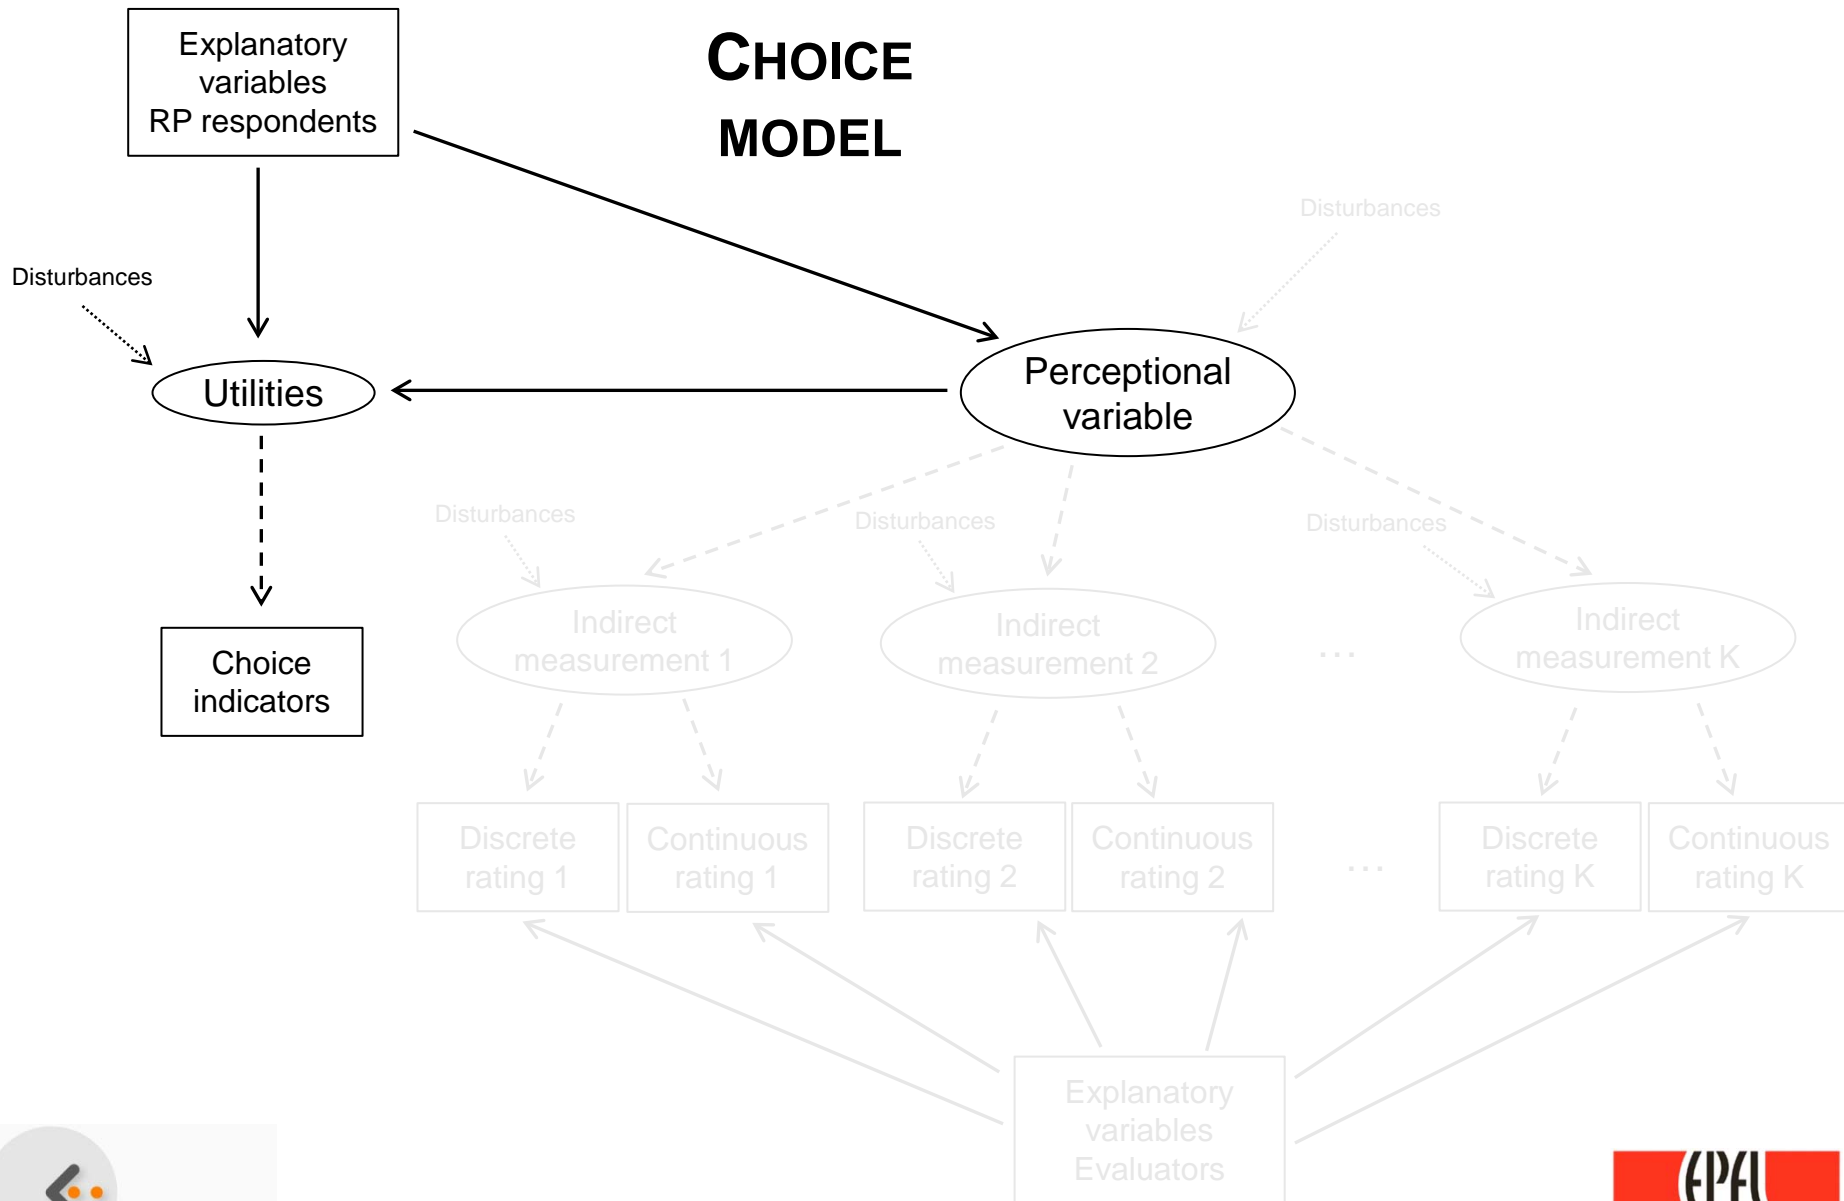 Explanatory
variables
RP respondents
CHOICE
MODEL
Disturbances
Disturbances
Utilities
Perceptional
variable
Disturbances
Disturbances
Disturbances
Indirect
measurement 1
Indirect
measurement 2
...
Indirect
measurement K
Choice
indicators
Discrete
rating 1
Continuous
rating 1
Discrete
rating 2
Continuous
rating 2
...
Discrete
rating K
Continuous
rating K
Explanatory
variables
Evaluators
EPFL